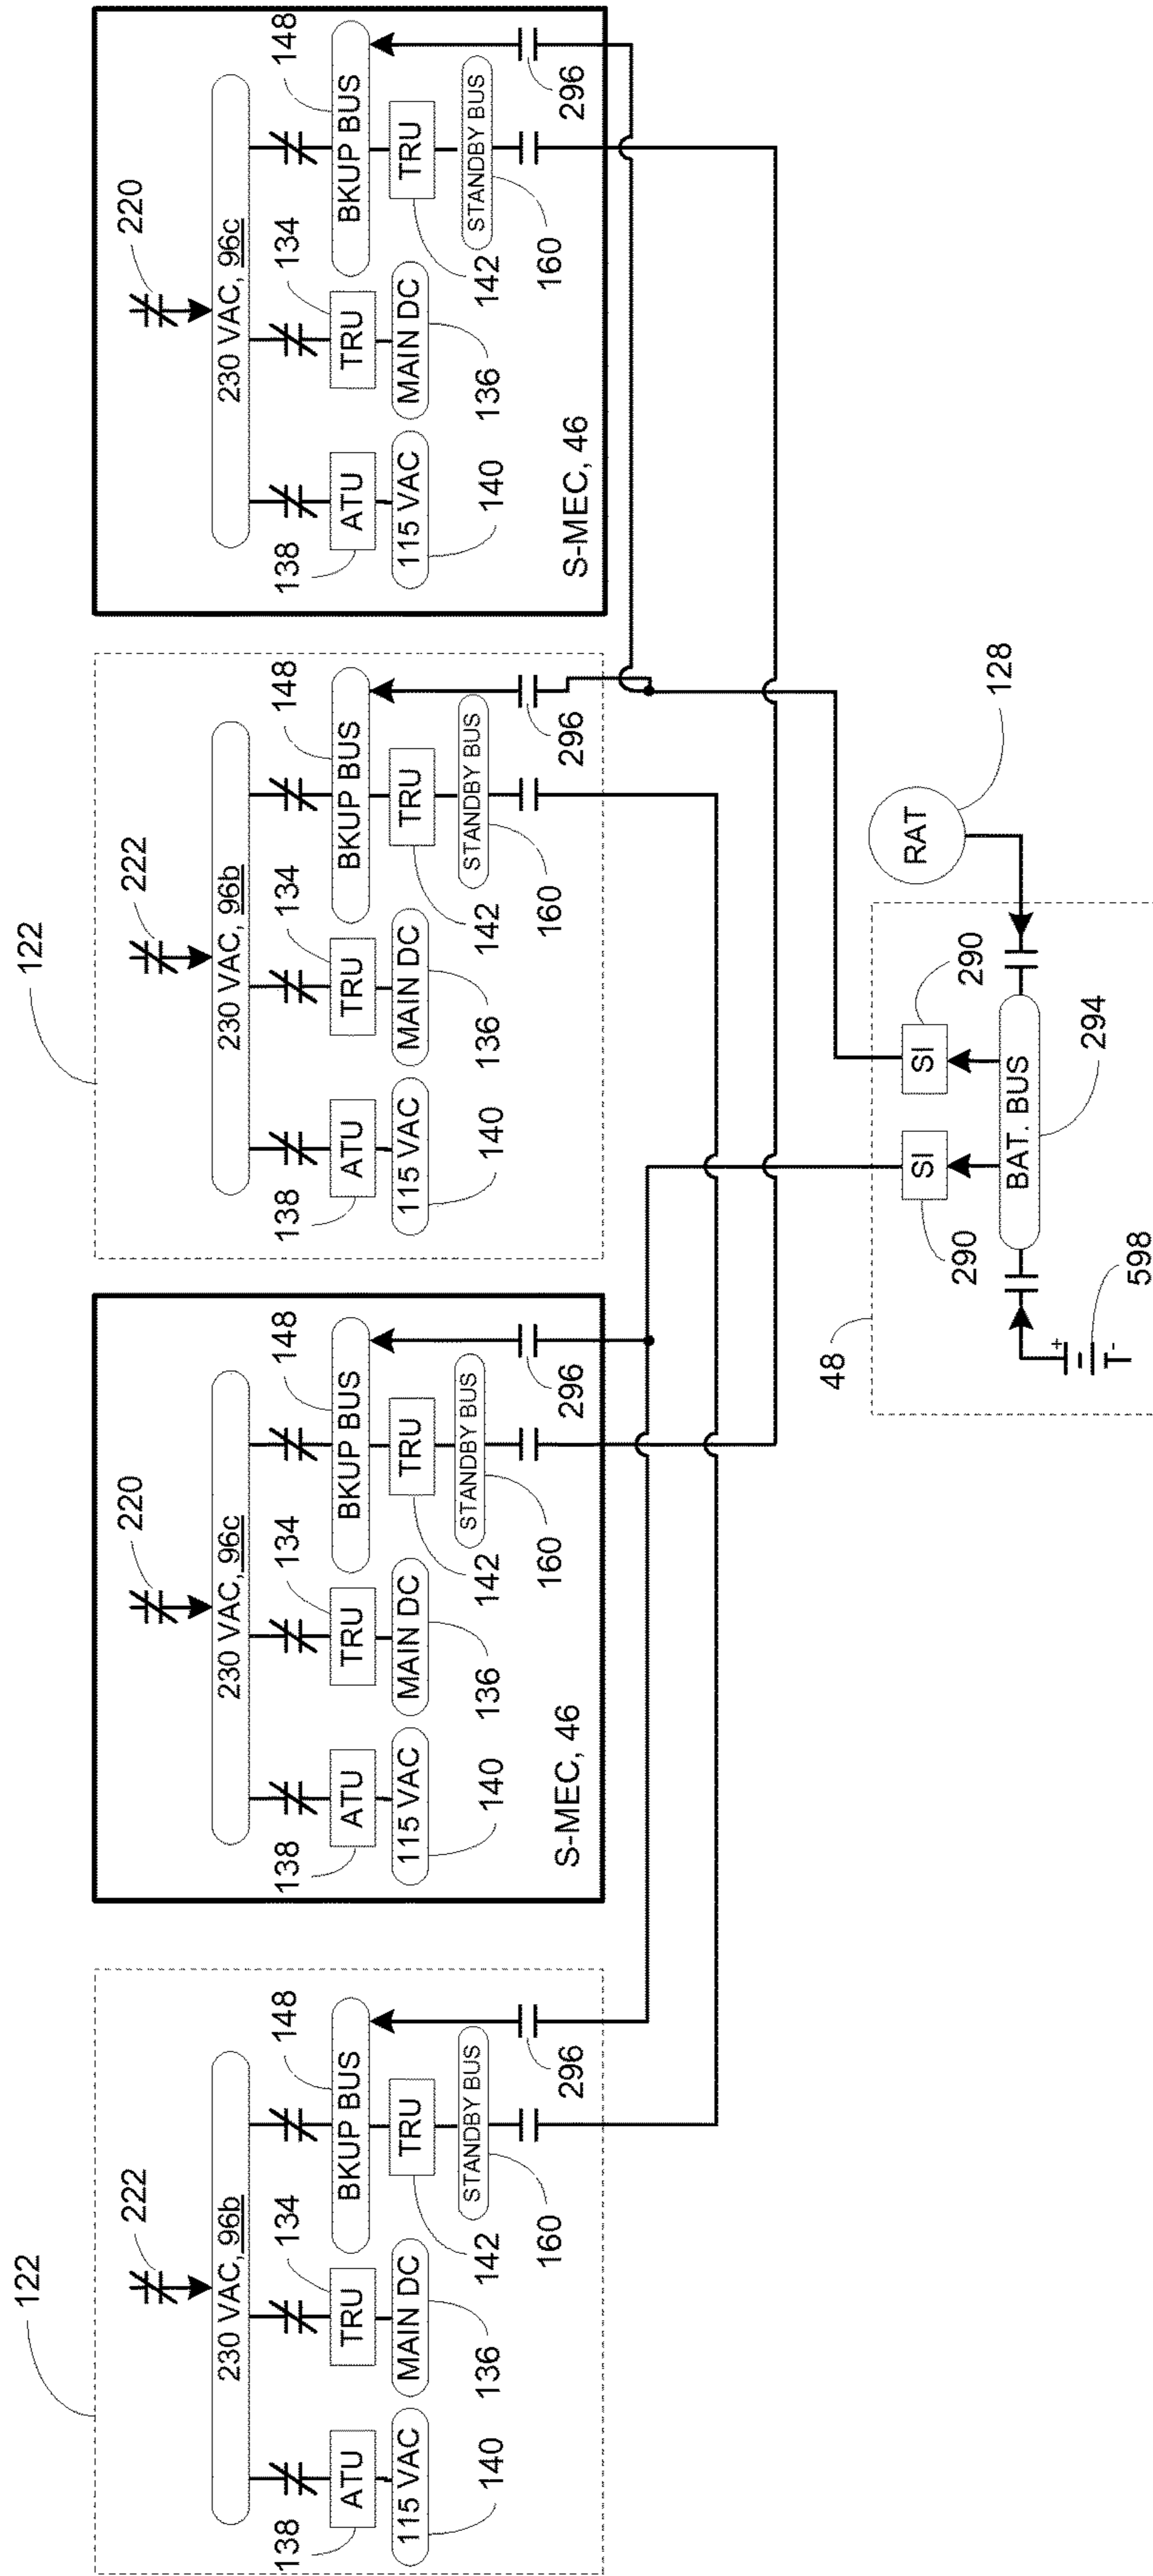 122
222
230 VAC, 96b
138
134
148
ATU
TRU
BKUP BUS
115 VAC
MAIN DC
TRU
140
136
142
STANDBY BUS
160
296
220
230 VAC, 96c
138
134
148
ATU
TRU
BKUP BUS
115 VAC
MAIN DC
TRU
140
136
142
STANDBY BUS
160
296
S-MEC, 46
122
222
230 VAC, 96b
138
134
148
ATU
TRU
BKUP BUS
115 VAC
MAIN DC
TRU
140
136
142
STANDBY BUS
160
296
220
230 VAC, 96c
138
134
148
ATU
TRU
BKUP BUS
115 VAC
MAIN DC
TRU
140
136
142
STANDBY BUS
160
296
S-MEC, 46
48
290
SI
SI
290
RAT
128
BAT. BUS
294
+
-
598